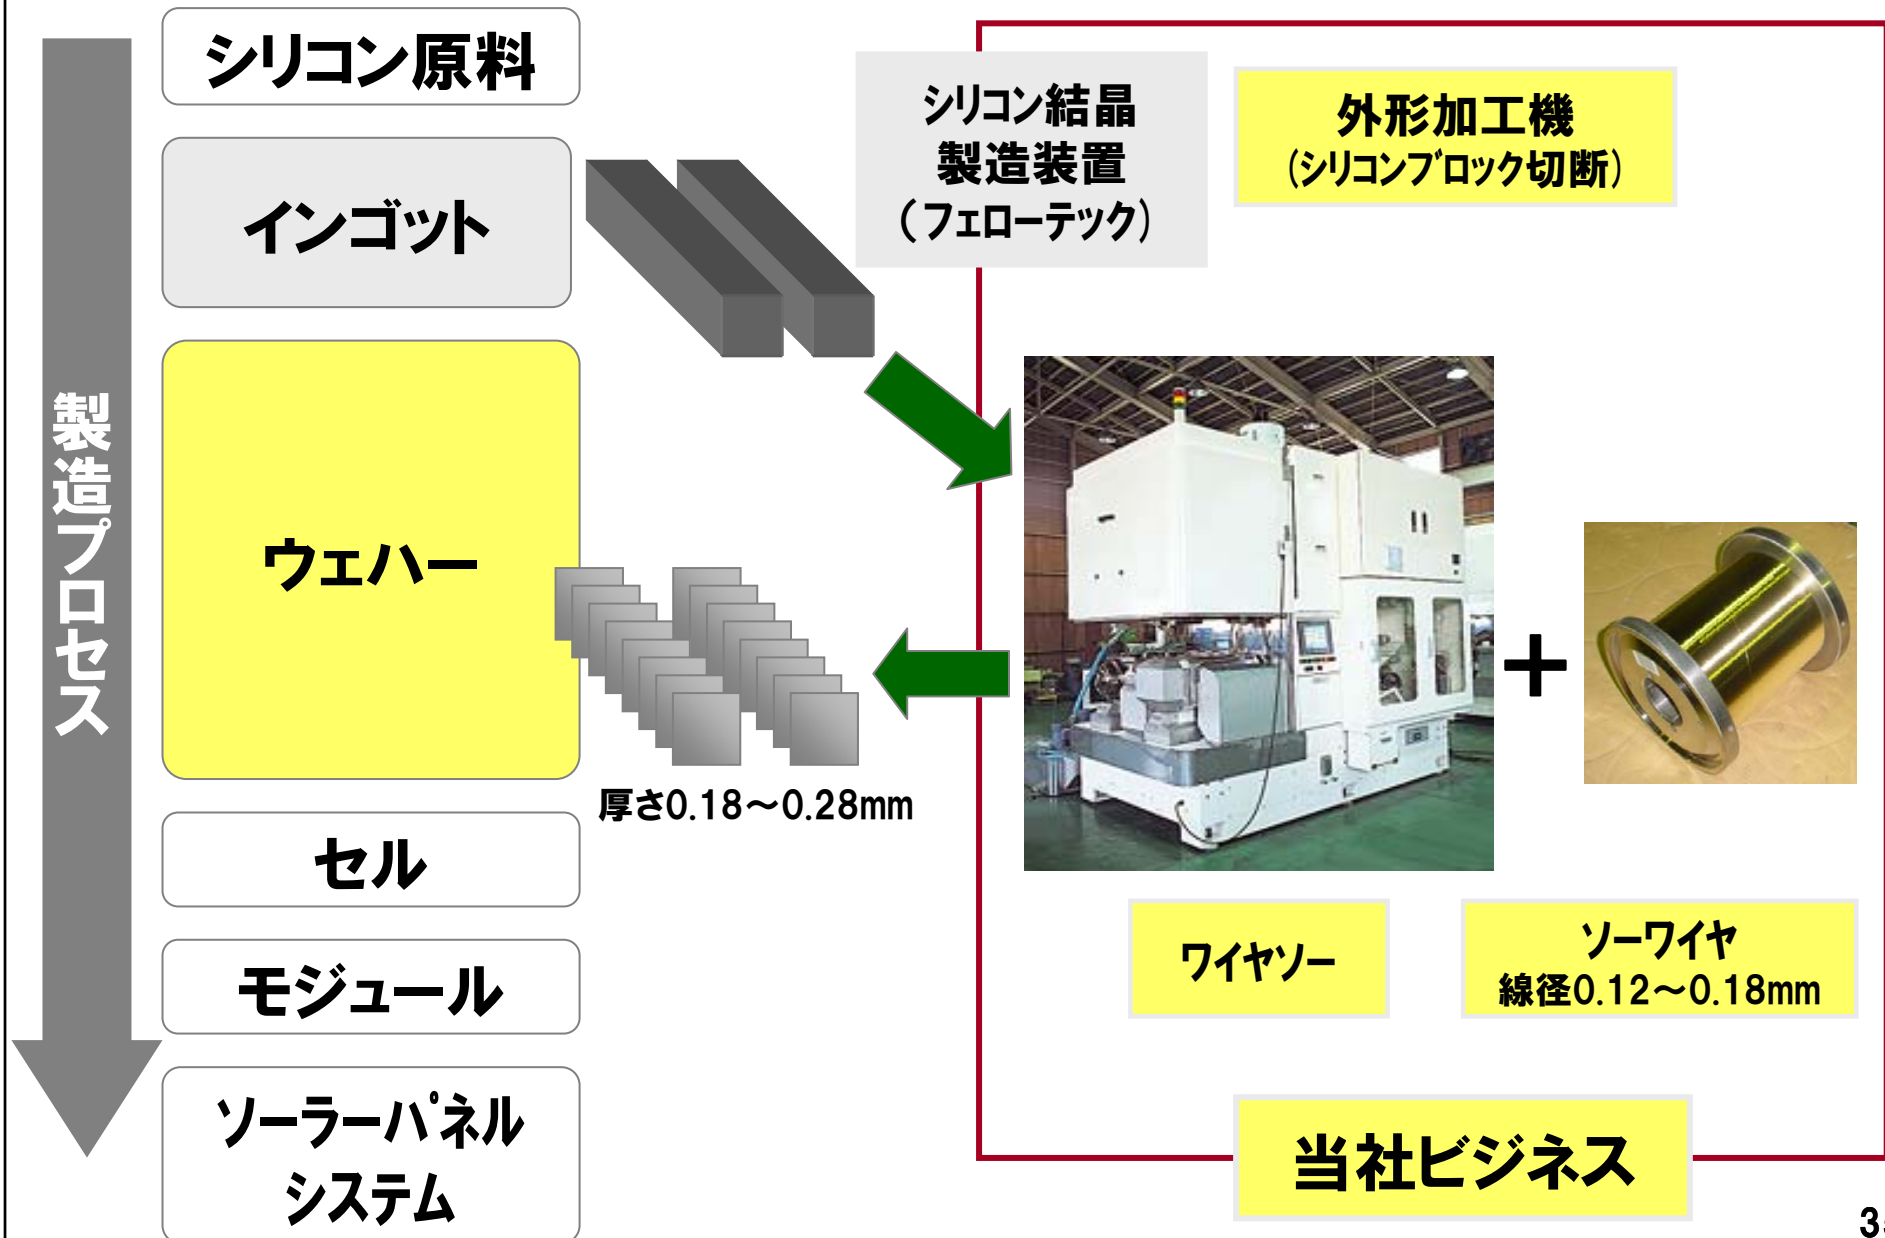 製造プロセス
シリコン原料
インゴット
ウェハー
厚さ0.18～0.28mm
セル
モジュール
ソーラーパネル
システム
シリコン結晶
製造装置
(フェローテック)
外形加工機
(シリコンブロック切断)
+
ワイヤソー
ソーワイヤ
線径0.12～0.18mm
当社ビジネス